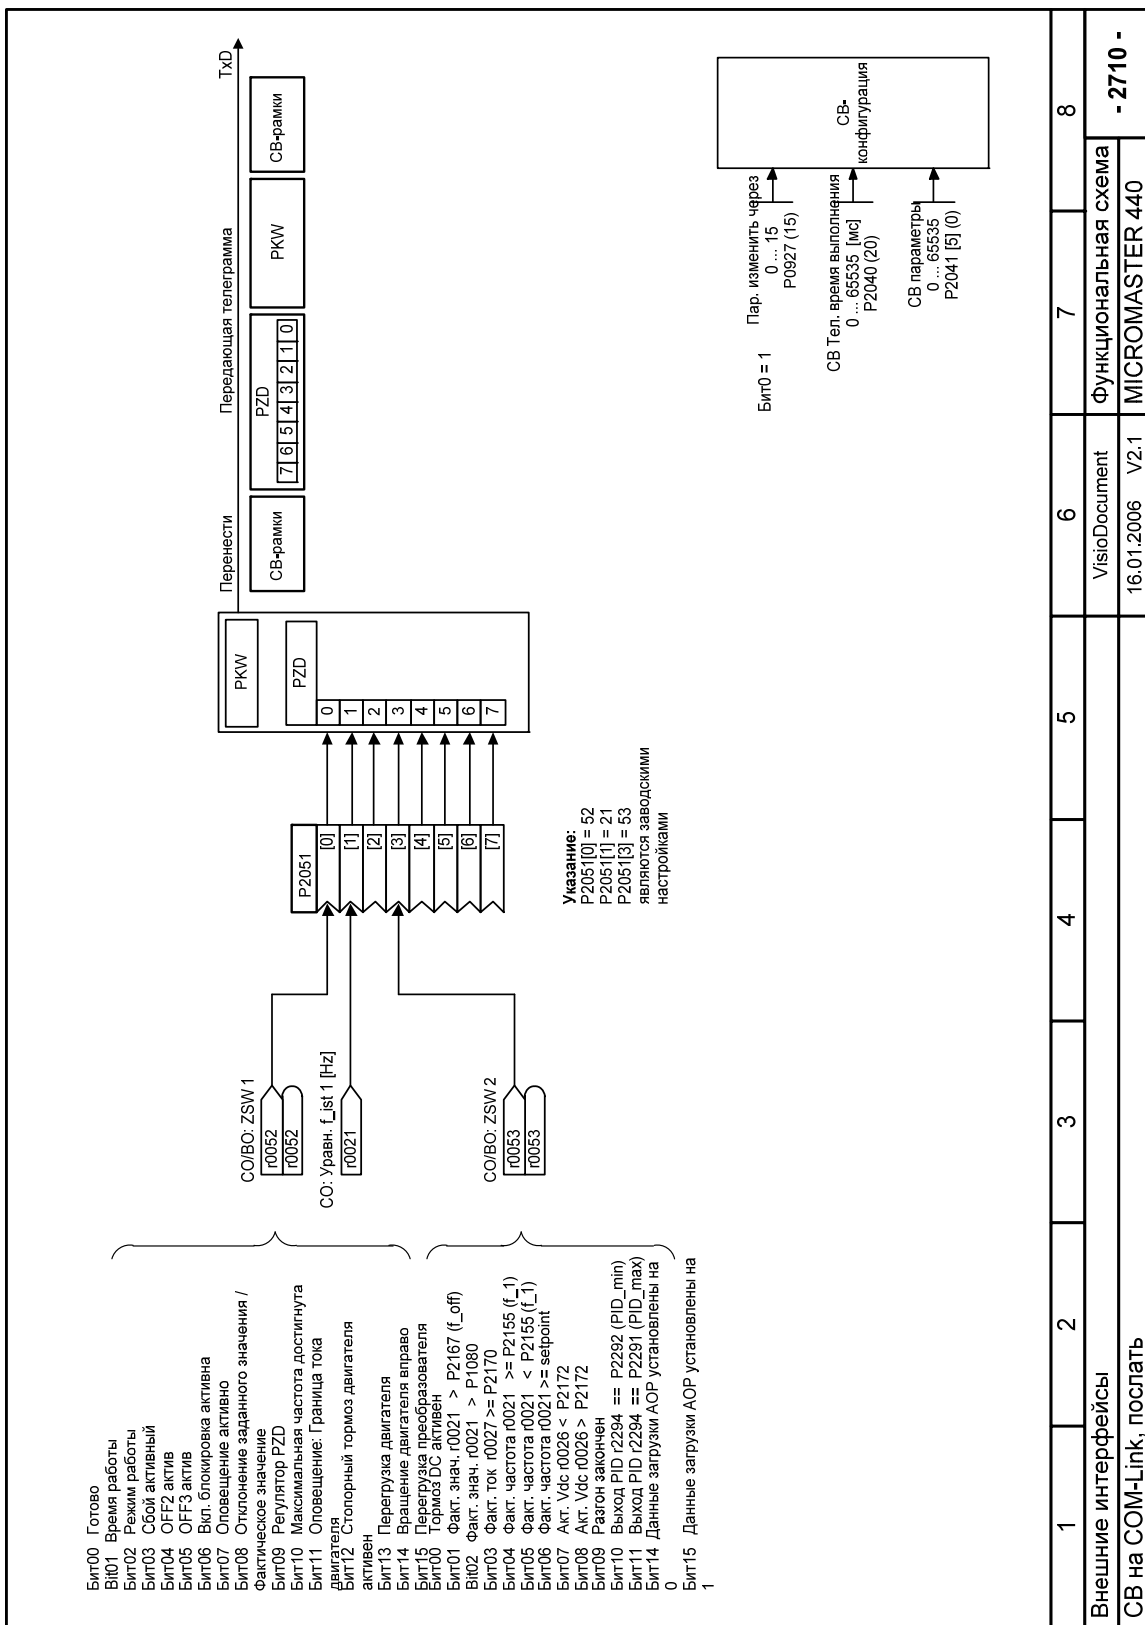 Бит00 Готово
Bit01 Время работы
Бит02 Режим работы
Бит03 Сбой активный
Бит04 OFF2 актив
Бит05 OFF3 актив
Бит06 Вкл. блокировка активна
Бит07 Оповещение активно
Бит08 Отклонение заданного значения /
Фактическое значение
Бит09 Регулятор PZD
Бит10 Максимальная частота достигнута
Бит11 Оповещение: Граница тока
двигателя
Бит12 Стопорный тормоз двигателя
активен
Бит13 Перегрузка двигателя
Бит14 Вращение двигателя вправо
Бит15 Перегрузка преобразователя
Бит00 Тормоз DC активен
Бит01 Факт. знач. r0021 > P2167 (f_off)
Bit02 Факт. знач. r0021 > P1080
Бит03 Факт. ток r0027 >= P2170
Бит04 Факт. частота r0021 >= P2155 (f_1)
Бит05 Факт. частота r0021 < P2155 (f_1)
Бит06 Факт. частота r0021 >= setpoint
Бит07 Акт. Vdc r0026 < P2172
Бит08 Акт. Vdc r0026 > P2172
Бит09 Разгон закончен
Бит10 Выход PID r2294 == P2292 (PID_min)
Бит11 Выход PID r2294 == P2291 (PID_max)
Бит14 Данные загрузки АОР установлены на
0
Бит15 Данные загрузки АОР установлены на
1
CO/BO: ZSW 1
r0052
r0052
CO: Уравн. f_ist 1 [Hz]
r0021
CO/BO: ZSW 2
r0053
r0053
P2051
[0]
[1]
[2]
[3]
[4]
[5]
[6]
[7]
Указание:
P2051[0] = 52
P2051[1] = 21
P2051[3] = 53
являются заводскими
настройками
PKW
PZD
0
1
2
3
4
5
6
7
Перенести
Передающая телеграмма
TxD
СВ-рамки
PZD
7 6 5 4 3 2 1 0
PKW
СВ-рамки
Бит0 = 1
Пар. изменить через
0 ... 15
P0927 (15)
СВ Тел. время выполнения
0 ... 65535 [мс]
P2040 (20)
СВ параметры
0 ... 65535
P2041 [5] (0)
СВ-
конфигурация
1 2 3 4 5 6 7 8
Внешние интерфейсы
СВ на COM-Link, послать
VisioDocument
16.01.2006 V2.1
Функциональная схема
MICROMASTER 440
- 2710 -